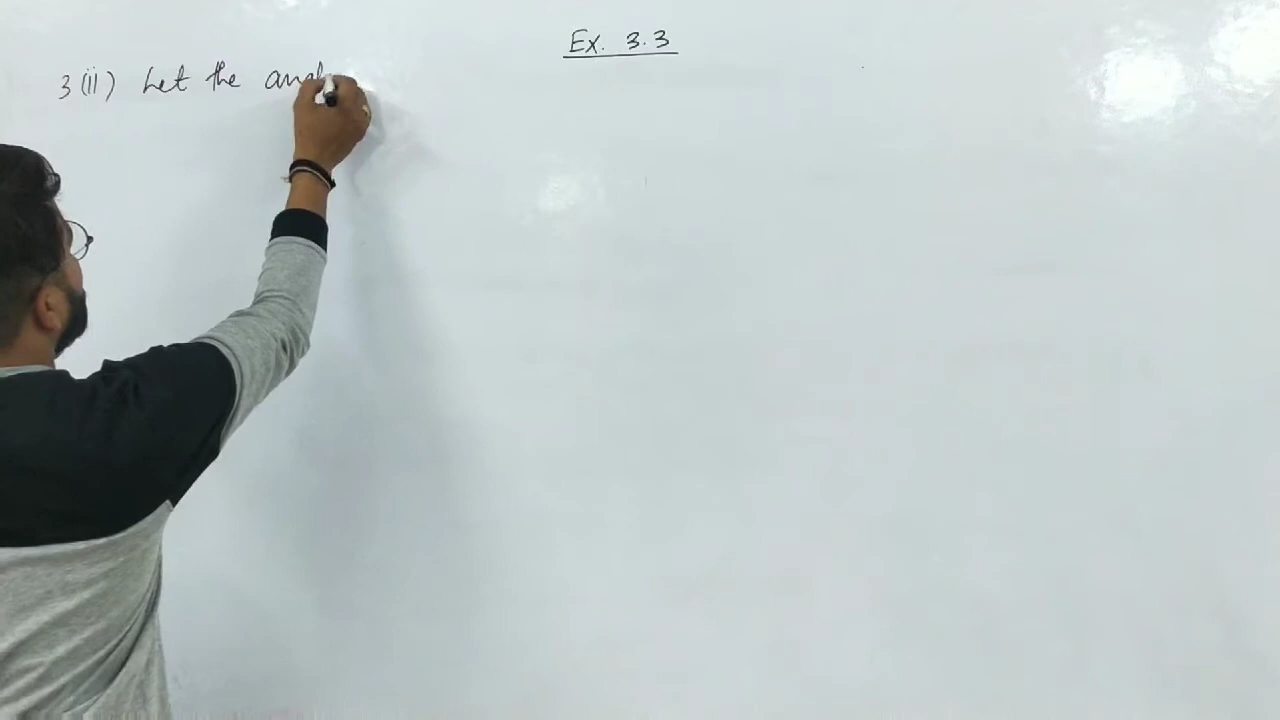 Ex. 3.3
3 (ii) Let the